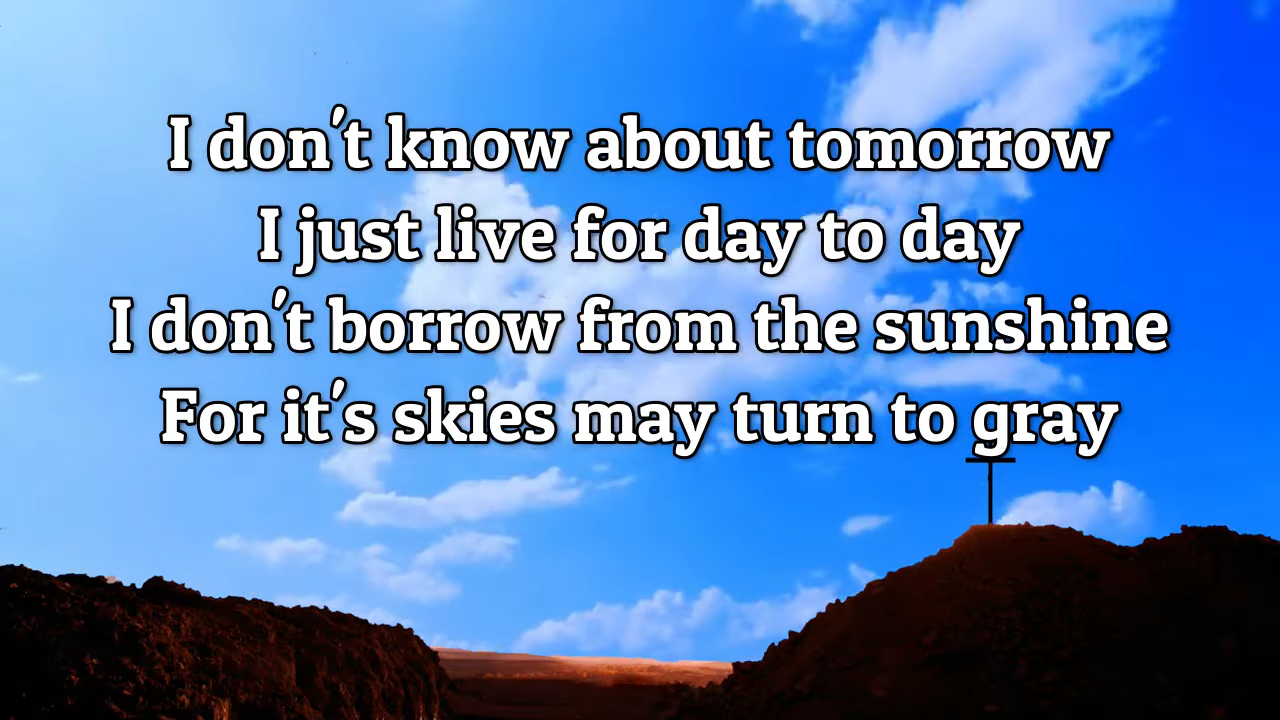 I don't know about tomorrow
I just live for day to day
I don't borrow from the sunshine
For it's skies may turn to gray